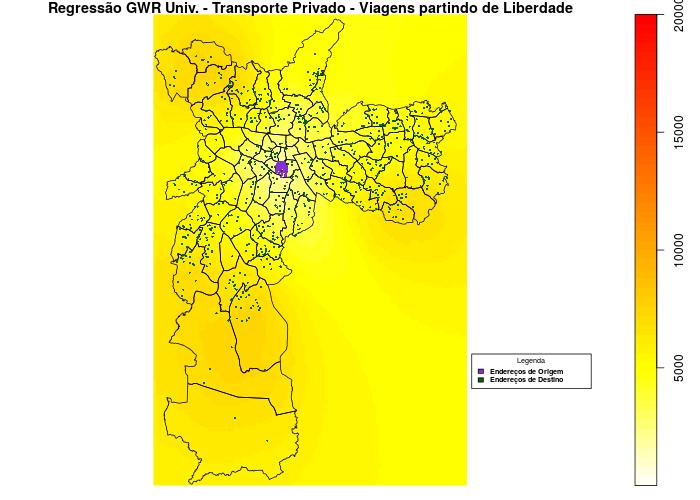 Regressão GWR Univ. - Transporte Privado - Viagens partindo de Liberdade
20000
15000
10000
5000
Legenda
Endereços de Origem
Endereços de Destino